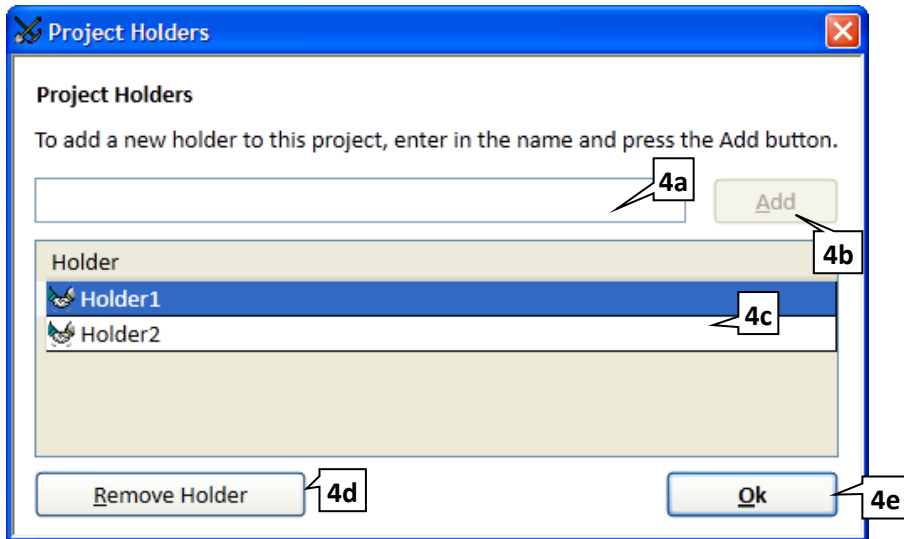 Project Holders
Project Holders
To add a new holder to this project, enter in the name and press the Add button.
4a
Add
4b
Holder
Holder1
4c
Holder2
Remove Holder
4d
Ok
4e